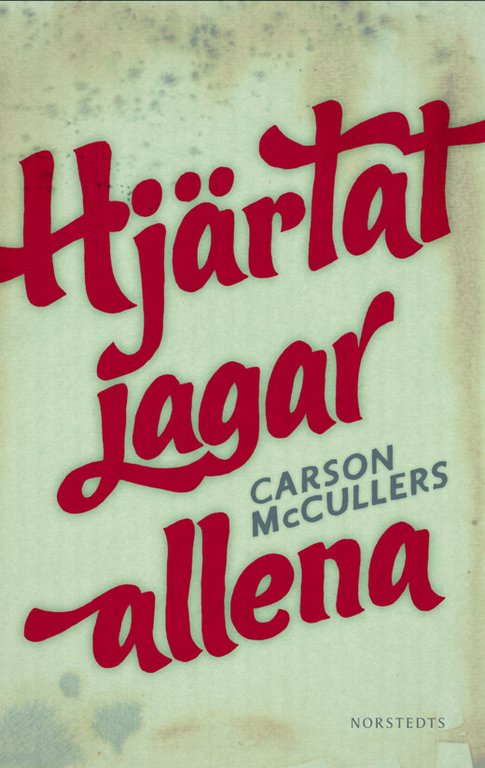 Hjärtat
jagar
CARSON
McCULLERS
allena
NORSTEDTS